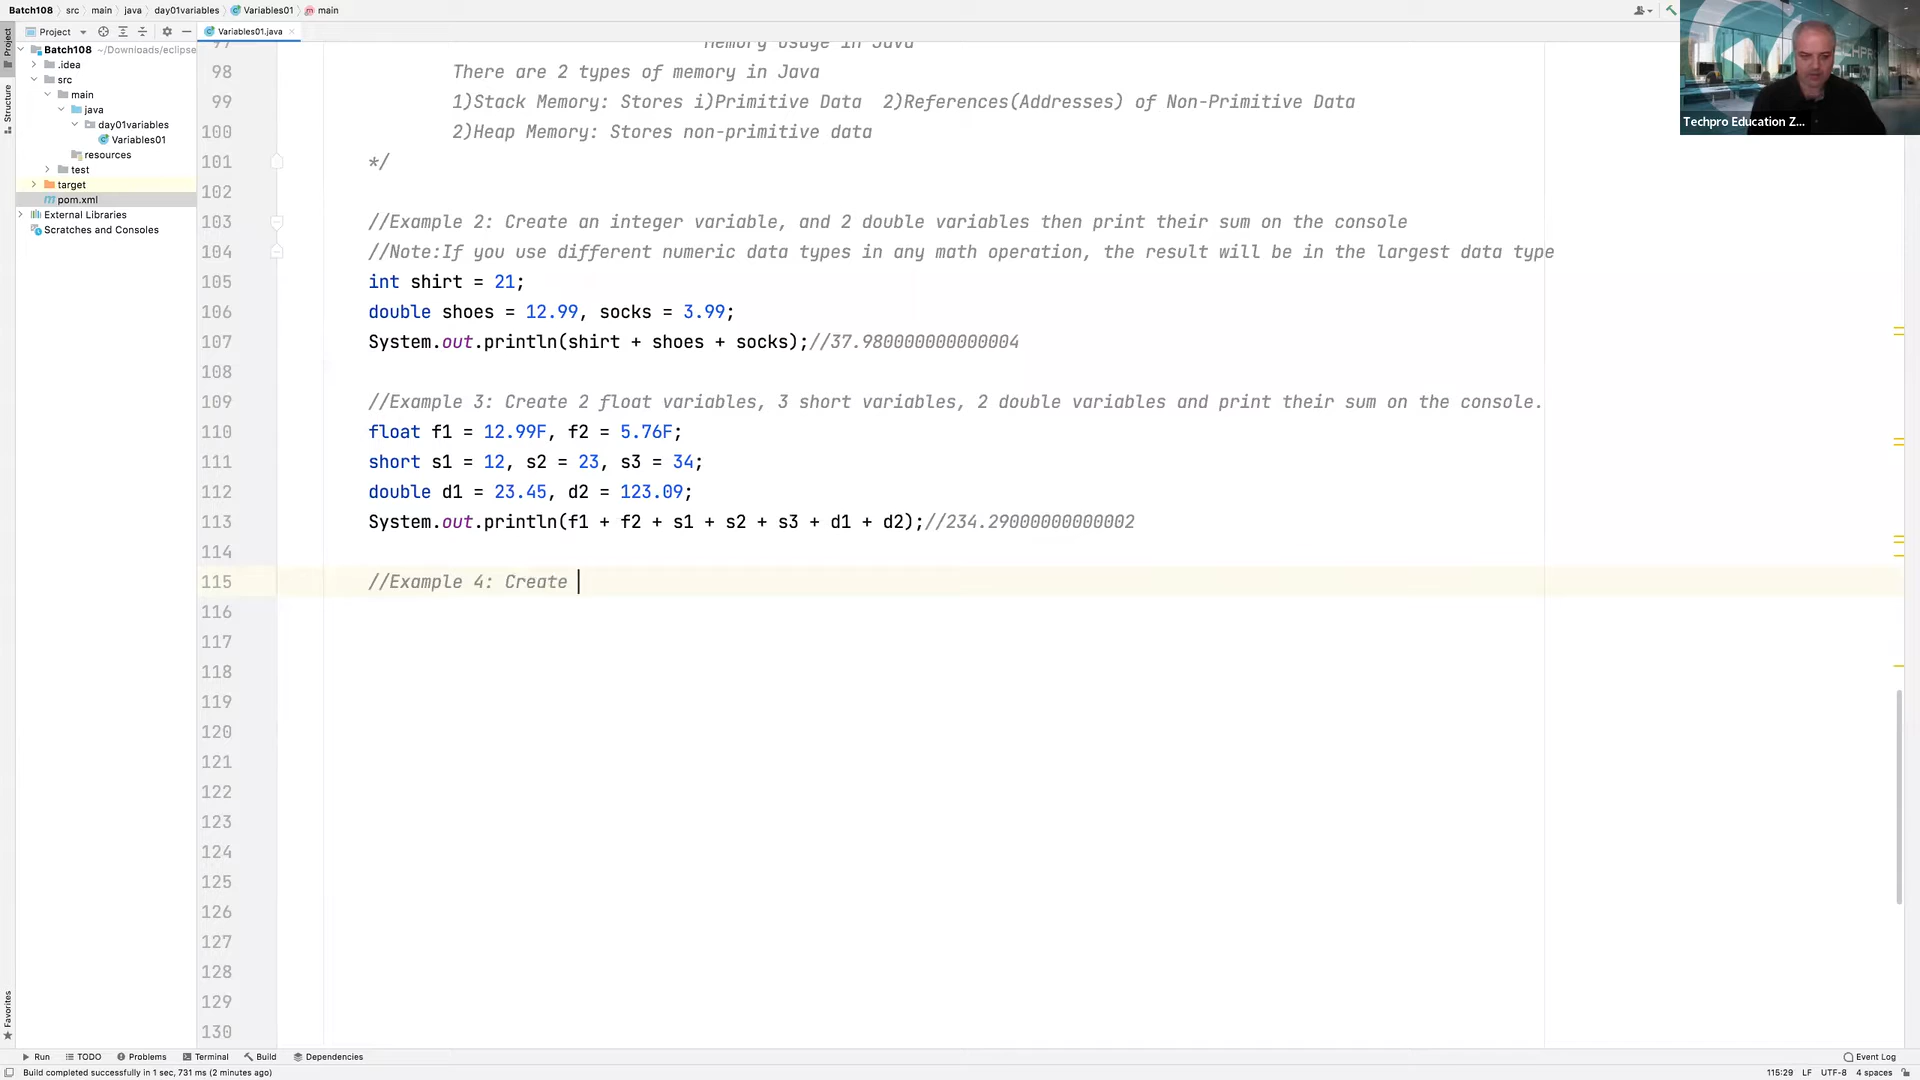 Batch108 src main java day01variables Variables01 main
Project
Variables01.java
Project
Structure
Favorites
Batch108 ~/Downloads/eclipse
.idea
src
main
java
day01variables
Variables01
resources
test
target
pom.xml
External Libraries
Scratches and Consoles
97 Memory Usage in Java
98 There are 2 types of memory in Java
99 1)Stack Memory: Stores i)Primitive Data 2)References(Addresses) of Non-Primitive Data
100 2)Heap Memory: Stores non-primitive data
101 */
102
103 //Example 2: Create an integer variable, and 2 double variables then print their sum on the console
104 //Note:If you use different numeric data types in any math operation, the result will be in the largest data type
105 int shirt = 21;
106 double shoes = 12.99, socks = 3.99;
107 System.out.println(shirt + shoes + socks);//37.980000000000004
108
109 //Example 3: Create 2 float variables, 3 short variables, 2 double variables and print their sum on the console.
110 float f1 = 12.99F, f2 = 5.76F;
111 short s1 = 12, s2 = 23, s3 = 34;
112 double d1 = 23.45, d2 = 123.09;
113 System.out.println(f1 + f2 + s1 + s2 + s3 + d1 + d2);//234.29000000000002
114
115 //Example 4: Create
116
117
118
119
120
121
122
123
124
125
126
127
128
129
130
Techpro Education Z...
Run TODO Problems Terminal Build Dependencies Event Log
Build completed successfully in 1 sec, 731 ms (2 minutes ago) 115:29 LF UTF-8 4 spaces